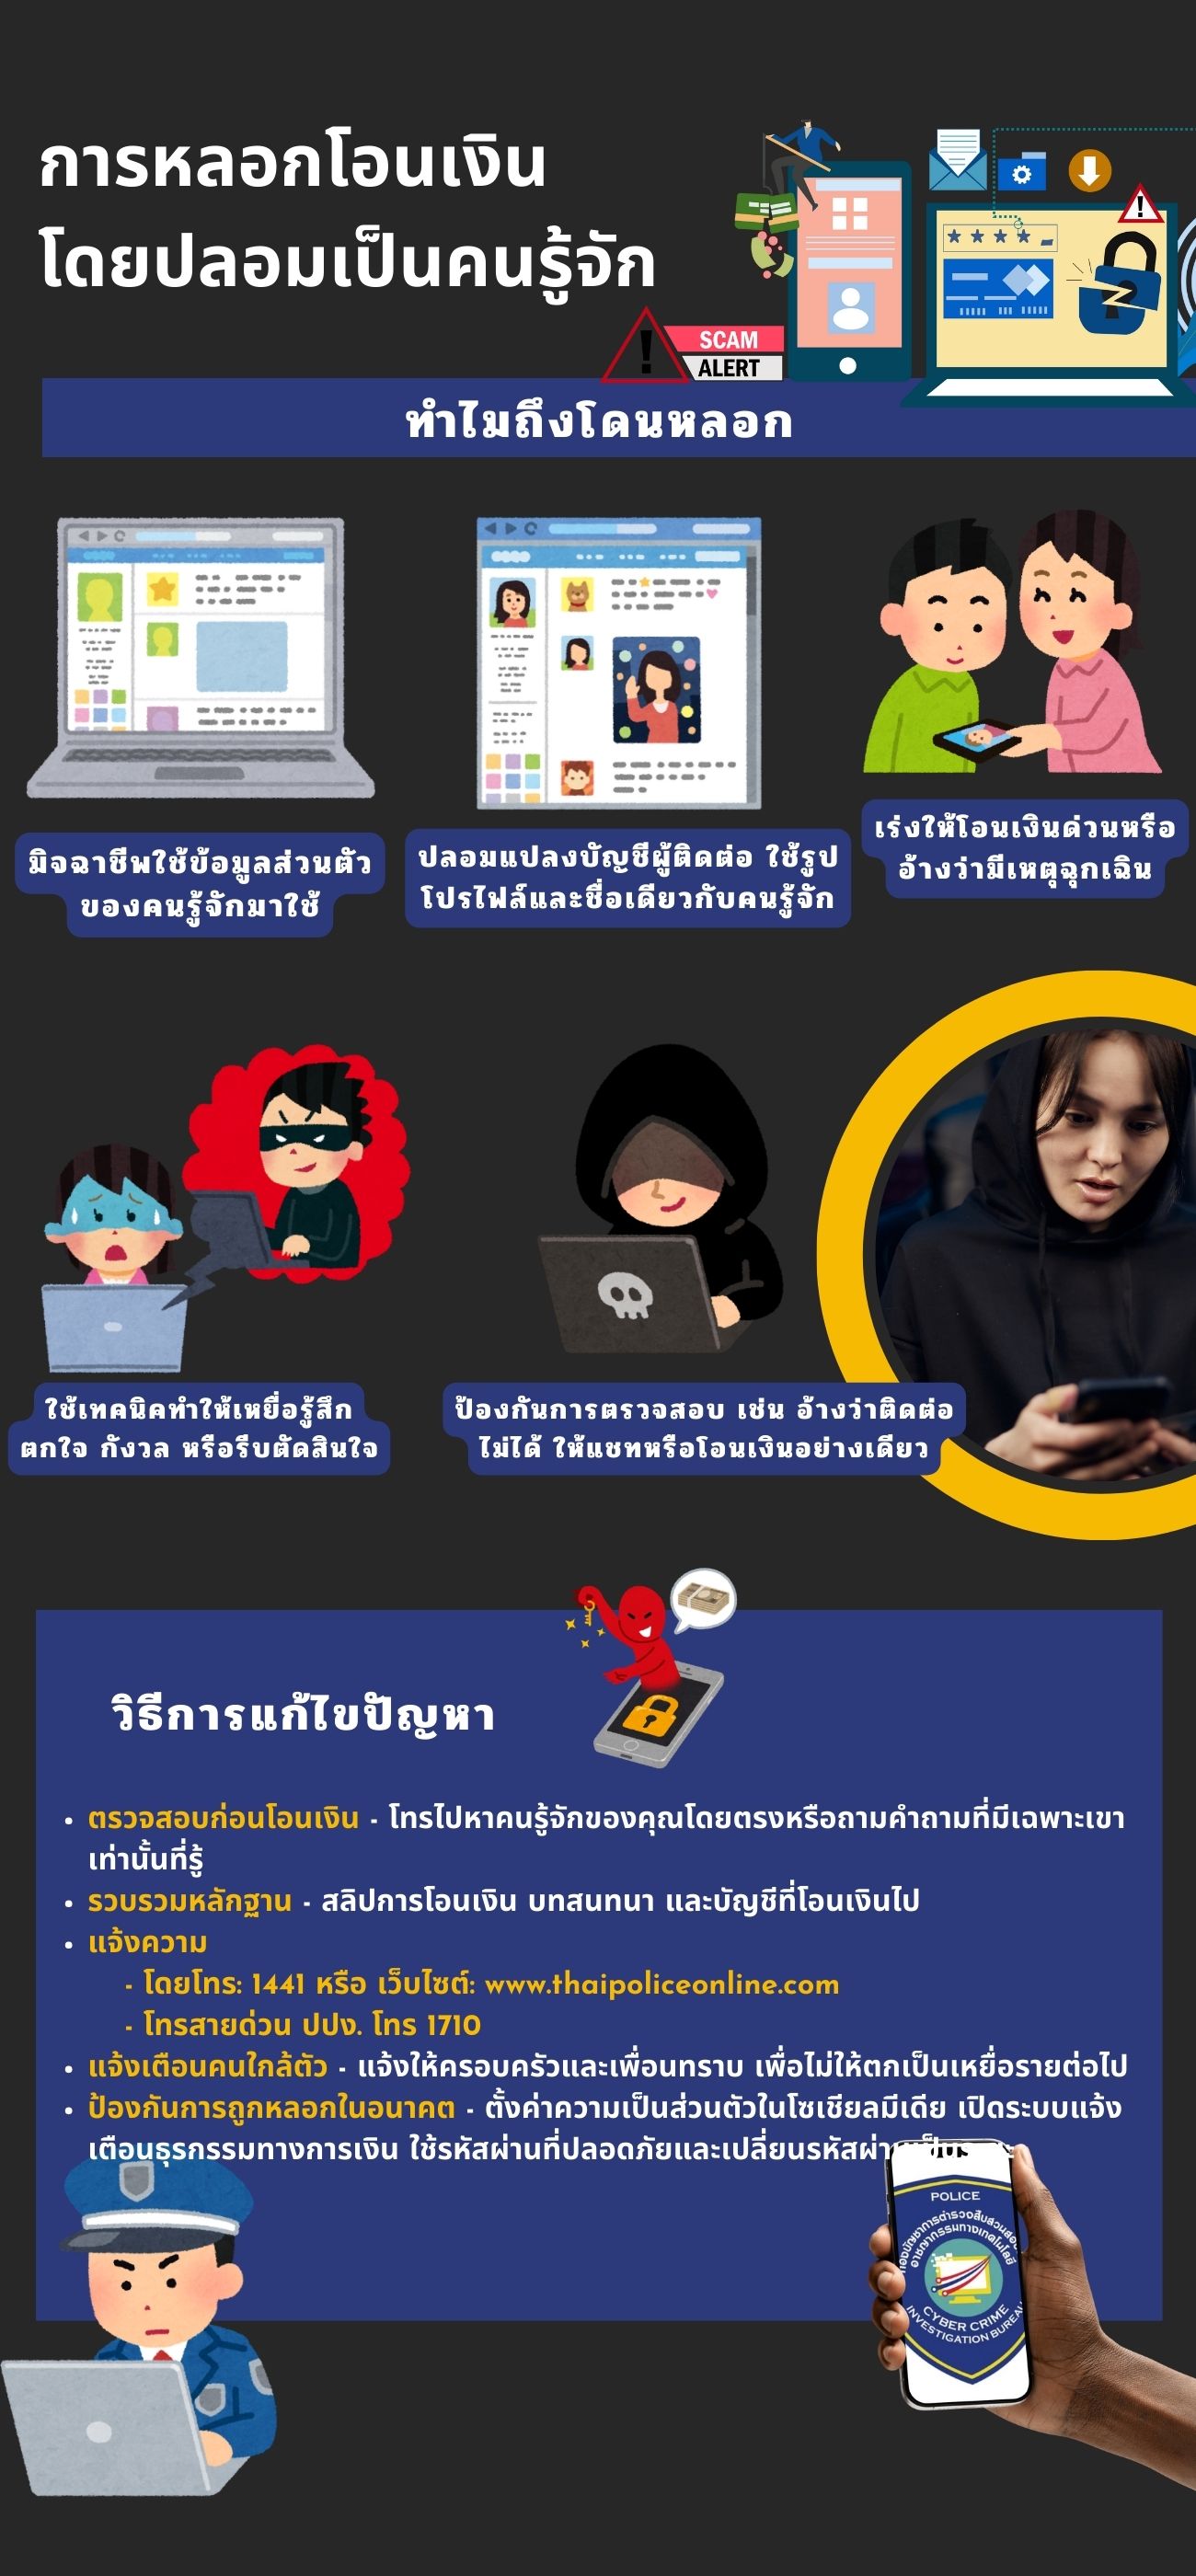 การหลอกโอนเงิน
โดยปลอมเป็นคนรู้จัก
SCAM
ALERT
ทำไมถึงโดนหลอก
มิจฉาชีพใช้ข้อมูลส่วนตัว
ของคนรู้จักมาใช้
ปลอมแปลงบัญชีผู้ติดต่อ ใช้รูป
โปรไฟล์และชื่อเดียวกับคนรู้จัก
เร่งให้โอนเงินด่วนหรือ
อ้างว่ามีเหตุฉุกเฉิน
ใช้เทคนิคทำให้เหยื่อรู้สึก
ตกใจ กังวล หรือรีบตัดสินใจ
ป้องกันการตรวจสอบ เช่น อ้างว่าติดต่อ
ไม่ได้ ให้แชทหรือโอนเงินอย่างเดียว
วิธีการแก้ไขปัญหา
• ตรวจสอบก่อนโอนเงิน - โทรไปหาคนรู้จักของคุณโดยตรงหรือถามคำถามที่มีเฉพาะเขา
เท่านั้นที่รู้
• รวบรวมหลักฐาน - สลิปการโอนเงิน บทสนทนา และบัญชีที่โอนเงินไป
• แจ้งความ
- โดยโทร: 1441 หรือ เว็บไซต์: www.thaipoliceonline.com
- โทรสายด่วน ปปง. โทร 1710
• แจ้งเตือนคนใกล้ตัว - แจ้งให้ครอบครัวและเพื่อนทราบ เพื่อไม่ให้ตกเป็นเหยื่อรายต่อไป
• ป้องกันการถูกหลอกในอนาคต - ตั้งค่าความเป็นส่วนตัวในโซเชียลมีเดีย เปิดระบบแจ้ง
เตือนธุรกรรมทางการเงิน ใช้รหัสผ่านที่ปลอดภัยและเปลี่ยนรหัสผ่าน
POLICE
อาชญากรรมทางเทคโนโลยี
CYBER CRIME
INVESTIGATION BUREAU